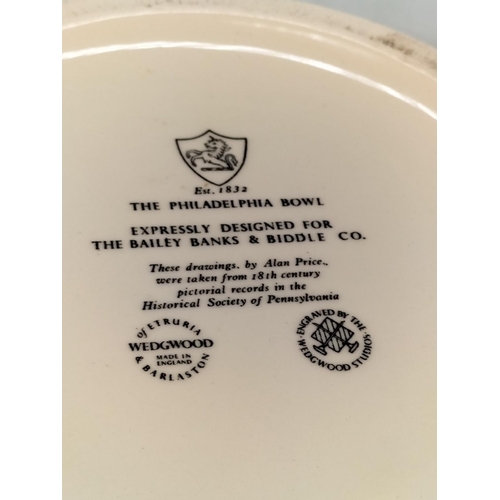 Est. 1832
THE PHILADELPHIA BOWL
EXPRESSLY DESIGNED FOR
THE BAILEY BANKS & BIDDLE CO.
These drawings, by Alan Price.,
were taken from 18th century
pictorial records in the
Historical Society of Pennsylvania
of ETRURIA
WEDGWOOD
MADE IN
ENGLAND
& BARLASTON
ENGRAVED BY THE
WEDGWOOD STUDIOS